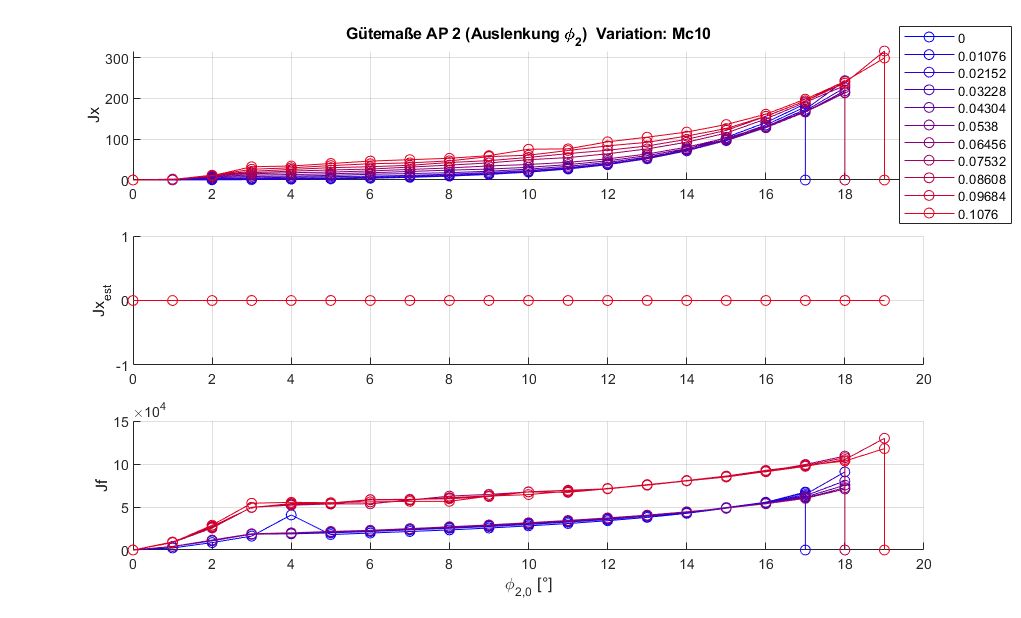 Gütemaße AP 2 (Auslenkung ϕ₂) Variation: Mc10
300
200
100
0
Jx
0 2 4 6 8 10 12 14 16 18
0
0.01076
0.02152
0.03228
0.04304
0.0538
0.06456
0.07532
0.08608
0.09684
0.1076
1
0
-1
Jx_est
0 2 4 6 8 10 12 14 16 18 20
×10⁴
15
10
5
0
Jf
0 2 4 6 8 10 12 14 16 18 20
ϕ₂,₀ [°]